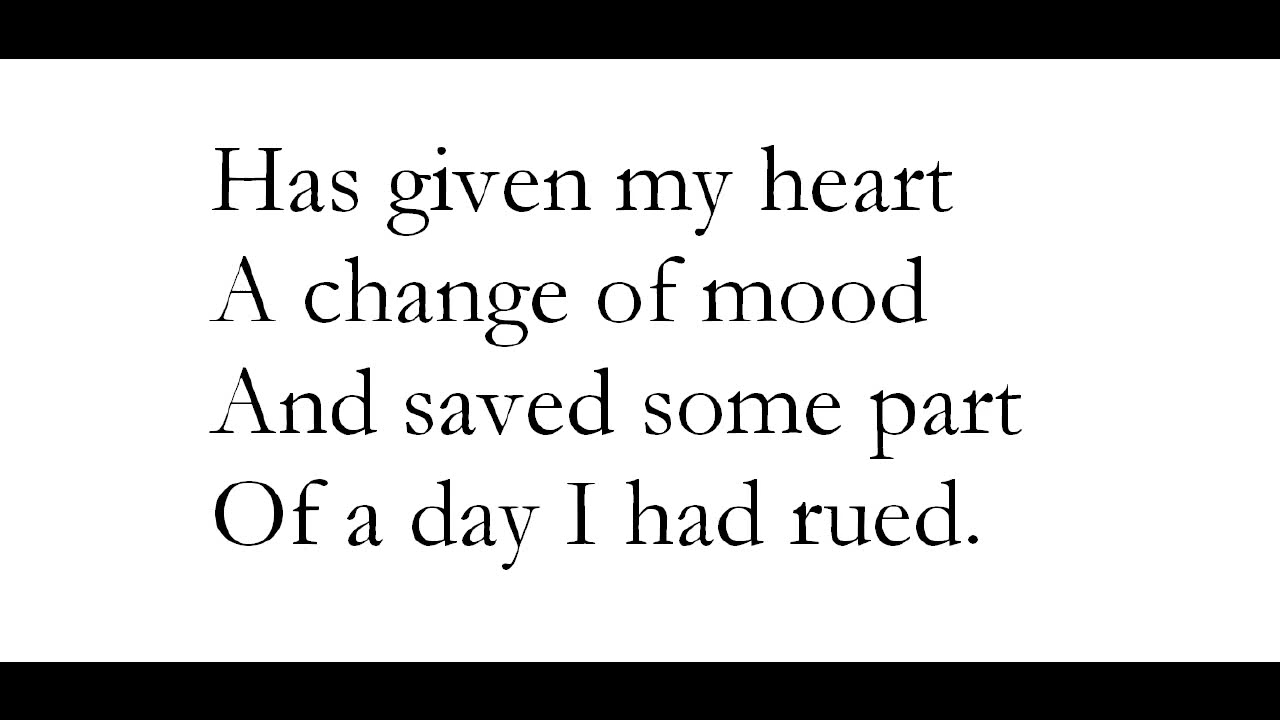 Has given my heart
A change of mood
And saved some part
Of a day I had rued.